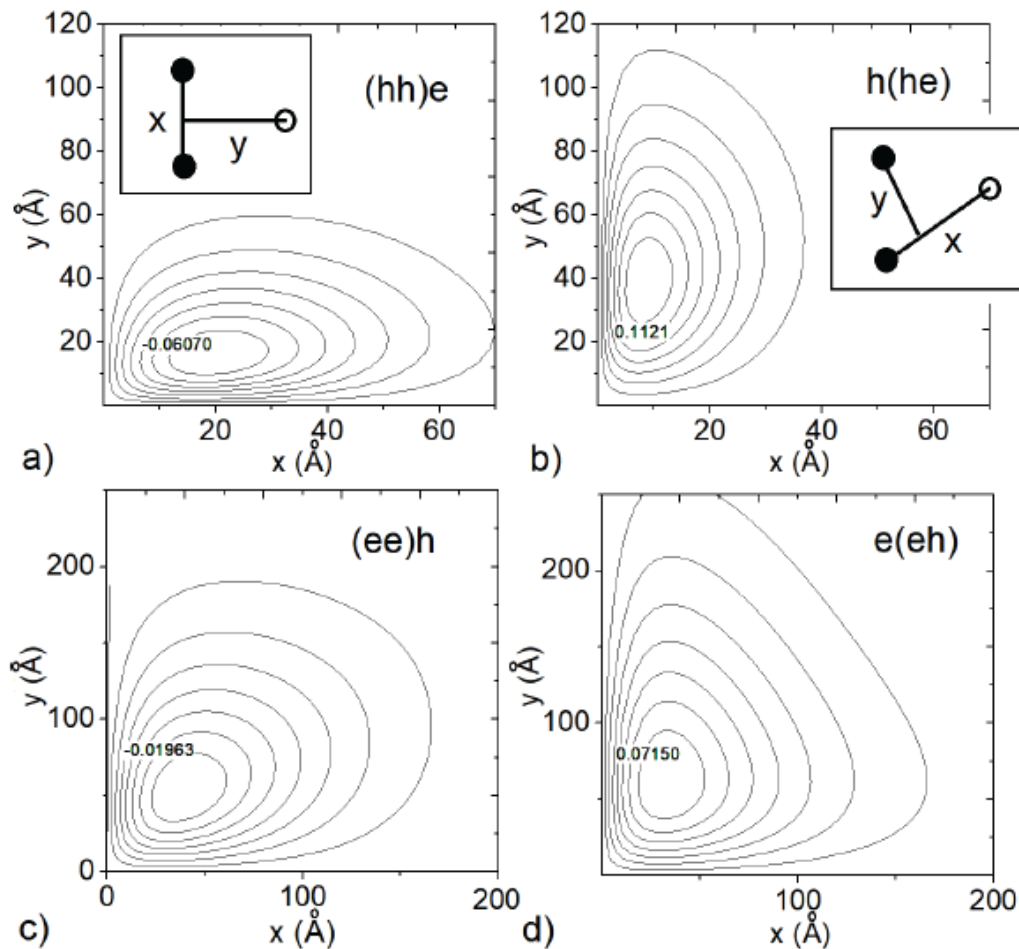 120
100
80
60
40
20
y (Å)
(hh)e
x
y
-0.06070
20
40
60
a)
x (Å)
120
100
80
60
40
20
y (Å)
h(he)
y
x
0.1121
20
40
60
b)
x (Å)
200
100
0
y (Å)
(ee)h
-0.01963
0
100
200
c)
x (Å)
200
100
y (Å)
e(eh)
0.07150
100
200
d)
x (Å)